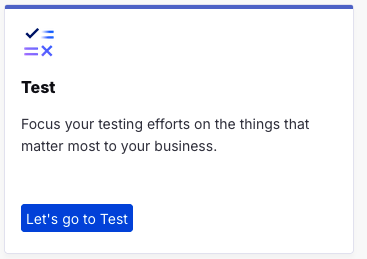 Test
Focus your testing efforts on the things that
matter most to your business.
Let's go to Test